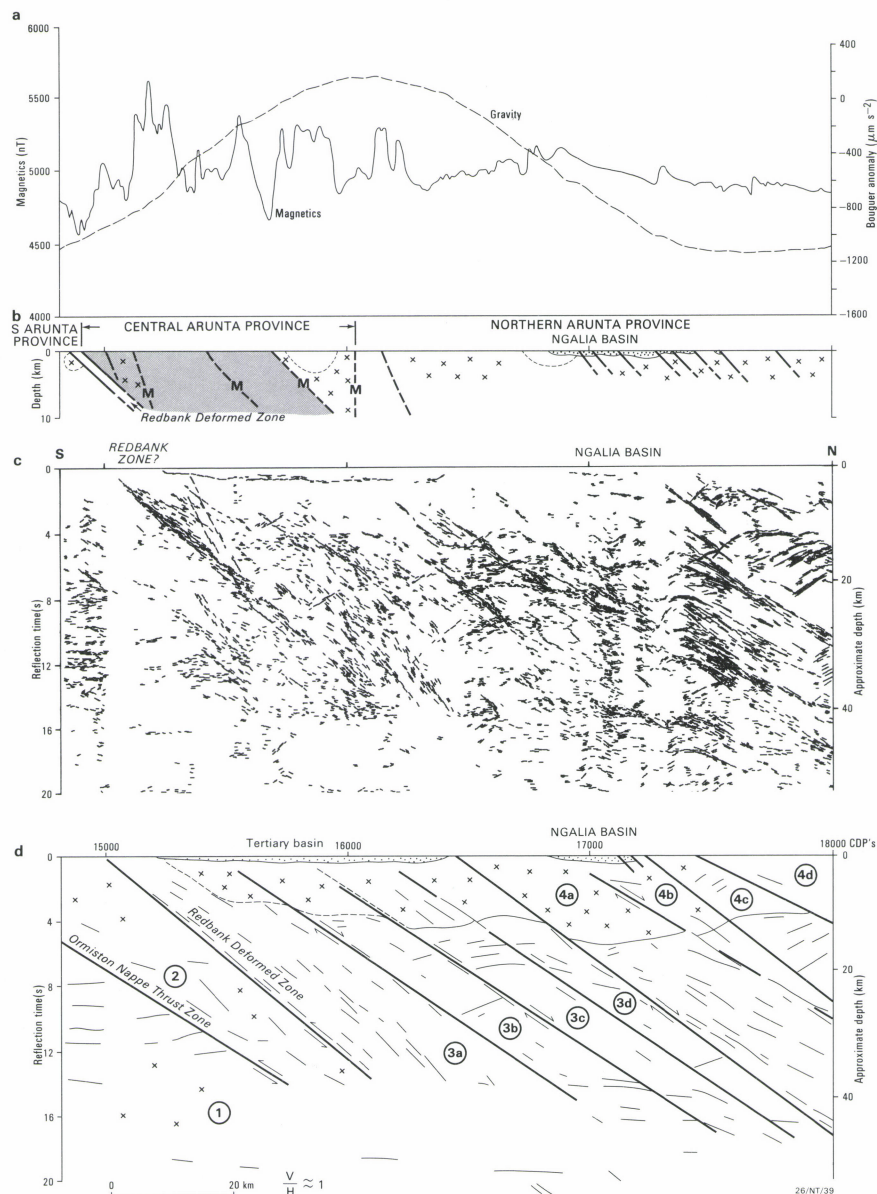 a
6000
5500
5000
4500
4000
Magnetics (nT)
400
0
-400
-800
-1200
-1600
Bouguer anomaly (μm s⁻²)
Gravity
Magnetics
b
S ARUNTA PROVINCE
CENTRAL ARUNTA PROVINCE
NORTHERN ARUNTA PROVINCE
NGALIA BASIN
0
10
Depth (km)
M
M
M
M
Redbank Deformed Zone
c
S
REDBANK ZONE?
NGALIA BASIN
N
0
4
8
12
16
20
Reflection time(s)
0
20
40
Approximate depth (km)
d
15000
Tertiary basin
16000
NGALIA BASIN
17000
18000 CDP's
0
4
8
12
16
20
Reflection time(s)
0
20
40
Approximate depth (km)
Ormiston Nappe Thrust Zone
Redbank Deformed Zone
1
2
3a
3b
3c
3d
4a
4b
4c
4d
0
20 km
V/H ≈ 1
26/NT/39